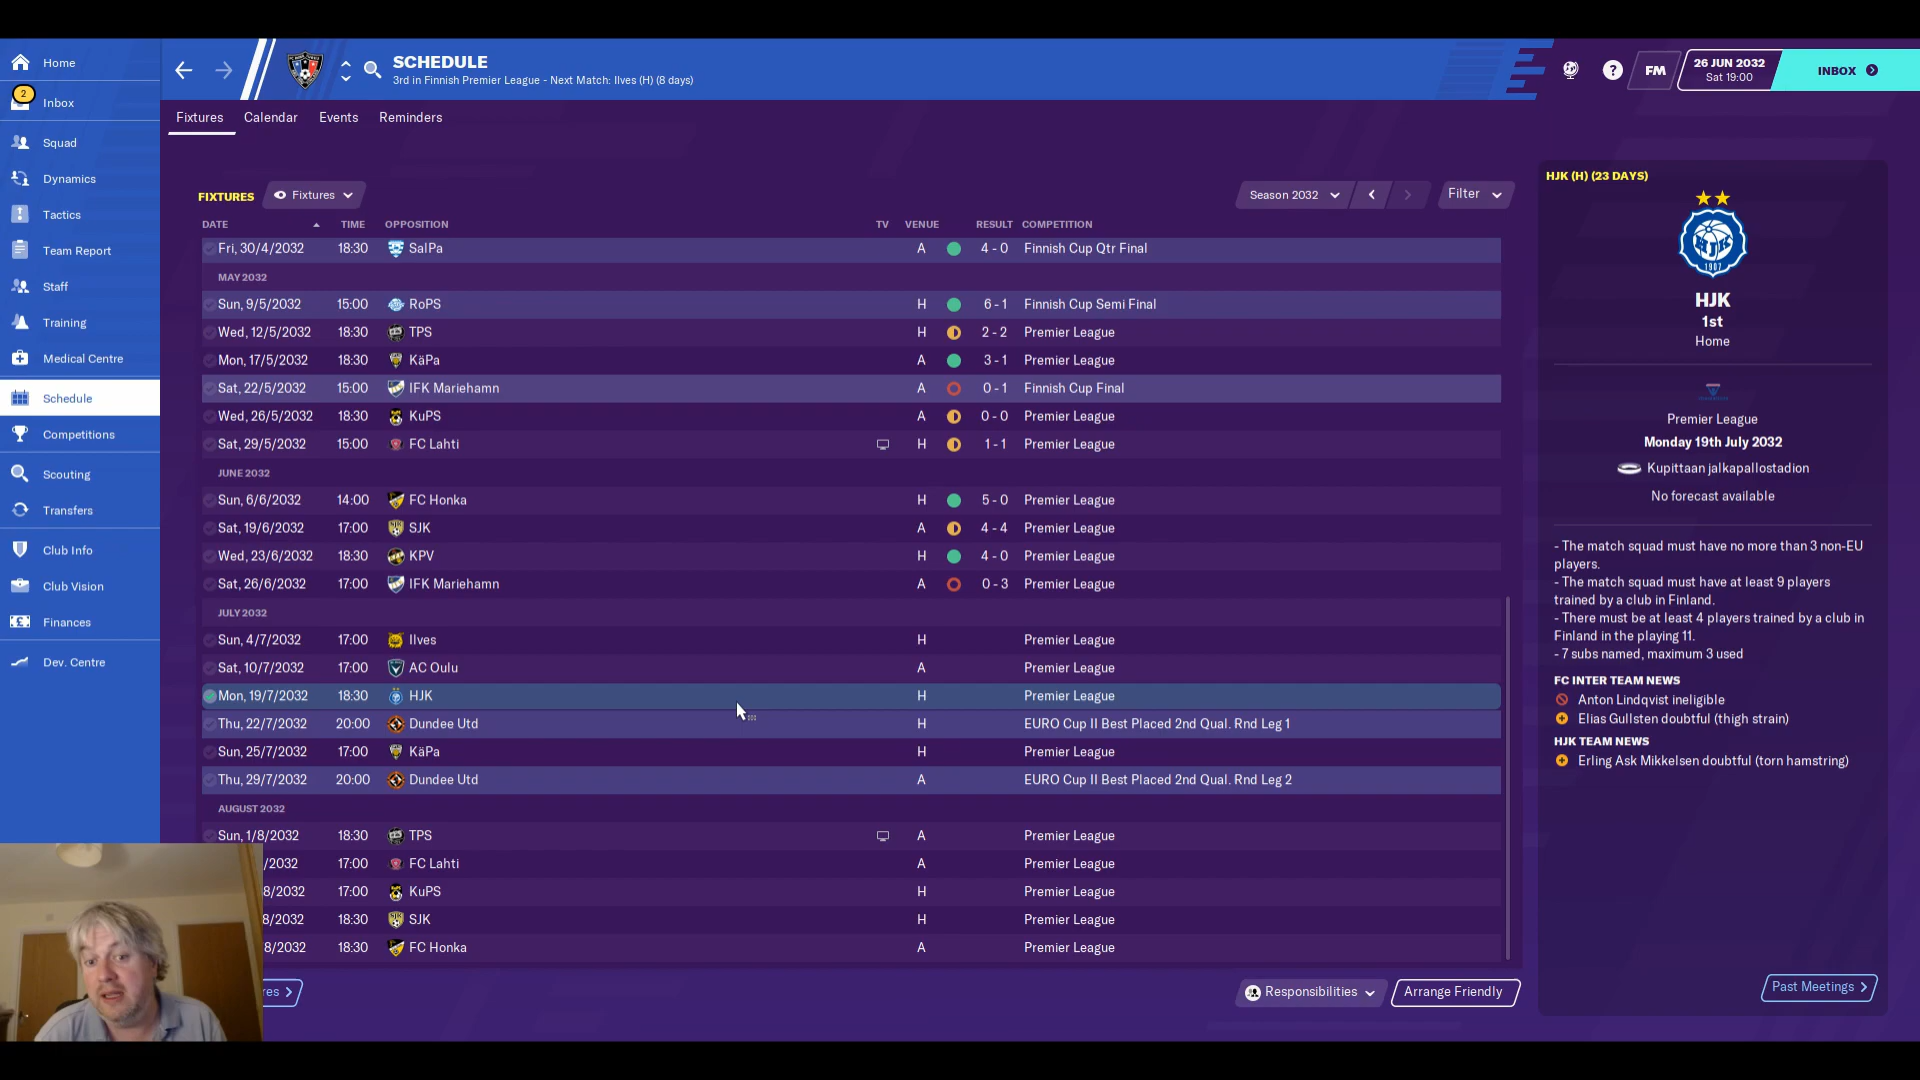 Home
2
Inbox
Squad
Dynamics
Tactics
Team Report
Staff
Training
Medical Centre
Schedule
Competitions
Scouting
Transfers
Club Info
Club Vision
Finances
Dev. Centre
SCHEDULE
3rd in Finnish Premier League - Next Match: Ilves (H) (8 days)
? FM
26 JUN 2032
Sat 19:00
INBOX
Fixtures Calendar Events Reminders
FIXTURES Fixtures Season 2032 Filter
DATE TIME OPPOSITION TV VENUE RESULT COMPETITION
Fri, 30/4/2032 18:30 SalPa A 4 - 0 Finnish Cup Qtr Final
MAY 2032
Sun, 9/5/2032 15:00 RoPS H 6 - 1 Finnish Cup Semi Final
Wed, 12/5/2032 18:30 TPS H 2 - 2 Premier League
Mon, 17/5/2032 18:30 KäPa A 3 - 1 Premier League
Sat, 22/5/2032 15:00 IFK Mariehamn A 0 - 1 Finnish Cup Final
Wed, 26/5/2032 18:30 KuPS A 0 - 0 Premier League
Sat, 29/5/2032 15:00 FC Lahti H 1 - 1 Premier League
JUNE 2032
Sun, 6/6/2032 14:00 FC Honka H 5 - 0 Premier League
Sat, 19/6/2032 17:00 SJK A 4 - 4 Premier League
Wed, 23/6/2032 18:30 KPV H 4 - 0 Premier League
Sat, 26/6/2032 17:00 IFK Mariehamn A 0 - 3 Premier League
JULY 2032
Sun, 4/7/2032 17:00 Ilves H Premier League
Sat, 10/7/2032 17:00 AC Oulu A Premier League
Mon, 19/7/2032 18:30 HJK H Premier League
Thu, 22/7/2032 20:00 Dundee Utd H EURO Cup II Best Placed 2nd Qual. Rnd Leg 1
Sun, 25/7/2032 17:00 KäPa H Premier League
Thu, 29/7/2032 20:00 Dundee Utd A EURO Cup II Best Placed 2nd Qual. Rnd Leg 2
AUGUST 2032
Sun, 1/8/2032 18:30 TPS A Premier League
/2032 17:00 FC Lahti A Premier League
8/2032 17:00 KuPS H Premier League
8/2032 18:30 SJK H Premier League
8/2032 18:30 FC Honka A Premier League
res
Responsibilities Arrange Friendly
HJK (H) (23 DAYS)
HJK
1907
HJK
1st
Home
Premier League
Monday 19th July 2032
Kupittaan jalkapallostadion
No forecast available
- The match squad must have no more than 3 non-EU
players.
- The match squad must have at least 9 players
trained by a club in Finland.
- There must be at least 4 players trained by a club in
Finland in the playing 11.
- 7 subs named, maximum 3 used
FC INTER TEAM NEWS
Anton Lindqvist ineligible
Elias Gullsten doubtful (thigh strain)
HJK TEAM NEWS
Erling Ask Mikkelsen doubtful (torn hamstring)
Past Meetings